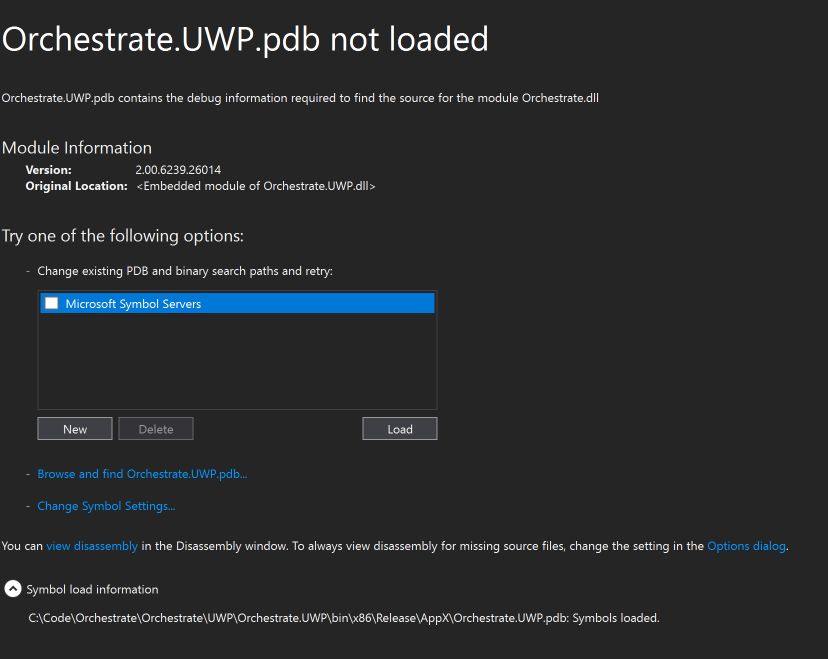 Orchestrate.UWP.pdb not loaded
Orchestrate.UWP.pdb contains the debug information required to find the source for the module Orchestrate.dll
Module Information
Version: 2.00.6239.26014
Original Location: <Embedded module of Orchestrate.UWP.dll>
Try one of the following options:
- Change existing PDB and binary search paths and retry:
Microsoft Symbol Servers
New Delete Load
- Browse and find Orchestrate.UWP.pdb...
- Change Symbol Settings...
You can view disassembly in the Disassembly window. To always view disassembly for missing source files, change the setting in the Options dialog.
Symbol load information
C:\Code\Orchestrate\Orchestrate\UWP\Orchestrate.UWP\bin\x86\Release\AppX\Orchestrate.UWP.pdb: Symbols loaded.